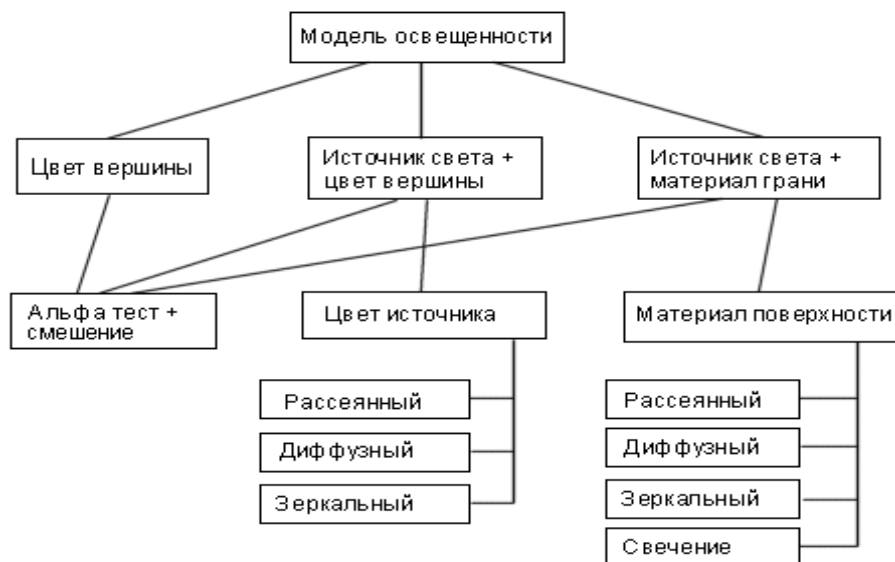 Модель освещенности
Цвет вершины
Источник света +
цвет вершины
Источник света +
материал грани
Альфа тест +
смешение
Цвет источника
Материал поверхности
Рассеянный
Диффузный
Зеркальный
Рассеянный
Диффузный
Зеркальный
Свечение